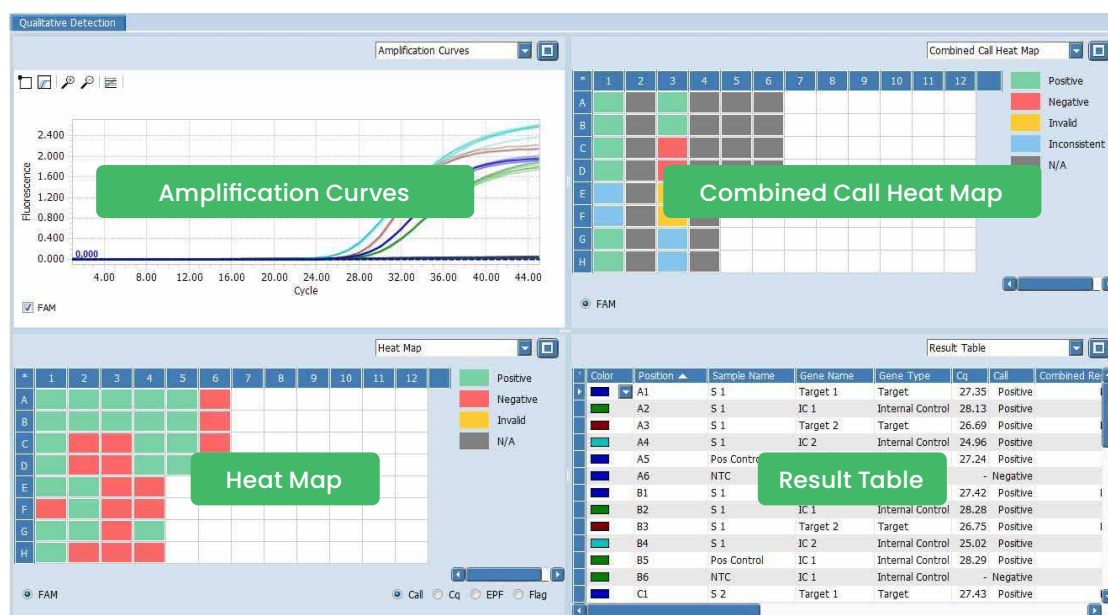 Qualitative Detection
Amplification Curves
2.400
2.000
1.600
1.200
0.800
0.400
0.000
Fluorescence
0.000
4.00 8.00 12.00 16.00 20.00 24.00 28.00 32.00 36.00 40.00 44.00
Cycle
FAM
Amplification Curves
Combined Call Heat Map
* 1 2 3 4 5 6 7 8 9 10 11 12
A
B
C
D
E
F
G
H
Positive
Negative
Invalid
Inconsistent
N/A
Combined Call Heat Map
FAM
Heat Map
* 1 2 3 4 5 6 7 8 9 10 11 12
A
B
C
D
E
F
G
H
Positive
Negative
Invalid
N/A
Heat Map
FAM
Call Cq EPF Flag
Result Table
Color Position Sample Name Gene Name Gene Type Cq Call Combined
A1 S 1 Target 1 Target 27.35 Positive
A2 S 1 IC 1 Internal Control 28.13 Positive
A3 S 1 Target 2 Target 26.69 Positive
A4 S 1 IC 2 Internal Control 24.96 Positive
A5 Pos 27.24 Positive
A6 NTC - Negative
B1 S 1 27.42 Positive
B2 S 1 IC 1 Internal Control 28.28 Positive
B3 S 1 Target 2 Target 26.75 Positive
B4 S 1 IC 2 Internal Control 25.02 Positive
B5 Pos Control IC 1 Internal Control 28.29 Positive
B6 NTC IC 1 Internal Control - Negative
C1 S 2 Target 1 Target 27.43 Positive
Result Table